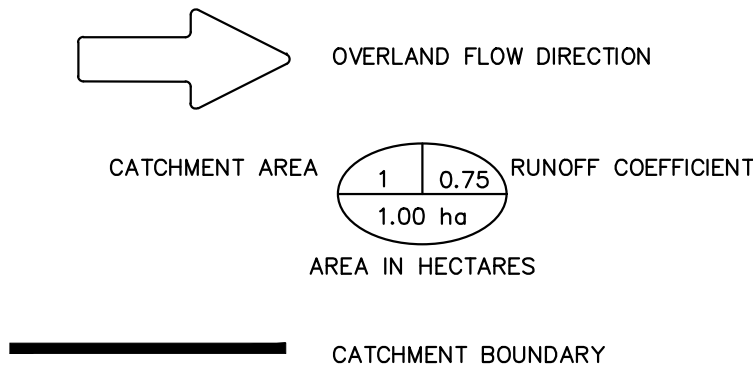 OVERLAND FLOW DIRECTION
CATCHMENT AREA 1 0.75 RUNOFF COEFFICIENT
1.00 ha
AREA IN HECTARES
CATCHMENT BOUNDARY